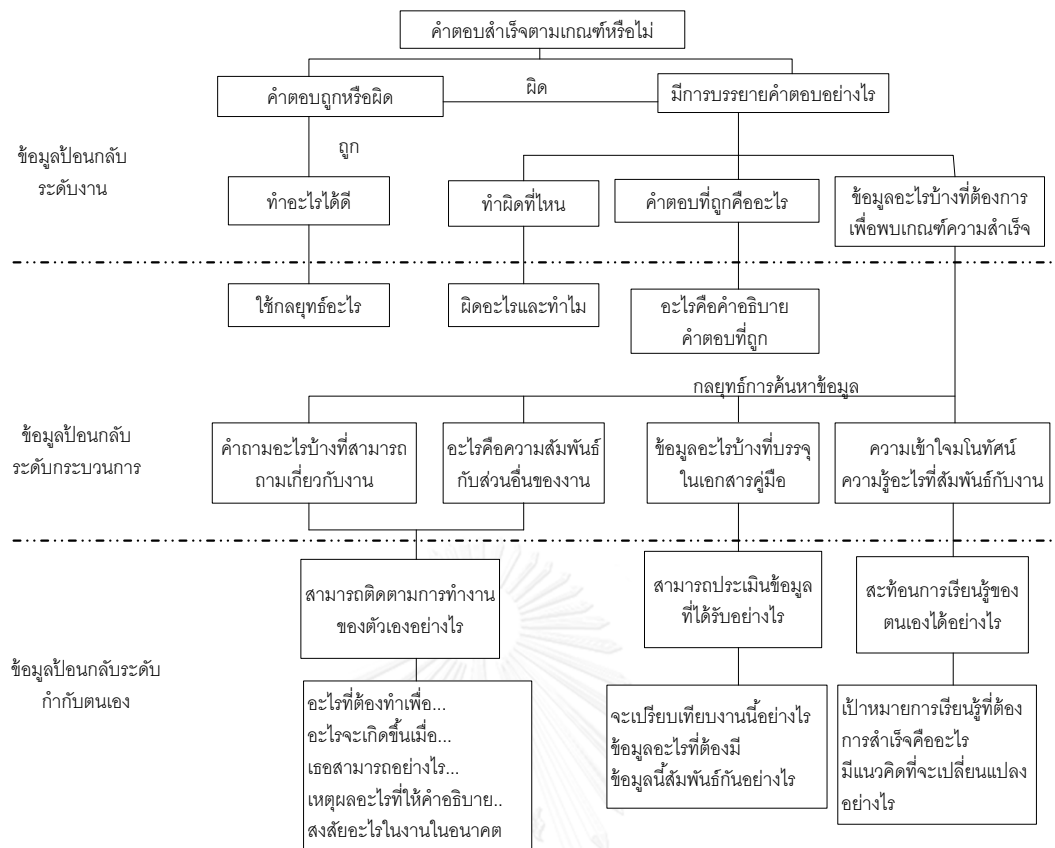 คำตอบสำเร็จตามเกณฑ์หรือไม่
คำตอบถูกหรือผิด
ผิด
มีการบรรยายคำตอบอย่างไร
ข้อมูลป้อนกลับ
ระดับงาน
ถูก
ทำอะไรได้ดี
ทำผิดที่ไหน
คำตอบที่ถูกคืออะไร
ข้อมูลอะไรบ้างที่ต้องการ
เพื่อพบเกณฑ์ความสำเร็จ
ใช้กลยุทธ์อะไร
ผิดอะไรและทำไม
อะไรคือคำอธิบาย
คำตอบที่ถูก
กลยุทธ์การค้นหาข้อมูล
ข้อมูลป้อนกลับ
ระดับกระบวนการ
คำถามอะไรบ้างที่สามารถ
ถามเกี่ยวกับงาน
อะไรคือความสัมพันธ์
กับส่วนอื่นของงาน
ข้อมูลอะไรบ้างที่บรรจุ
ในเอกสารคู่มือ
ความเข้าใจมโนทัศน์
ความรู้อะไรที่สัมพันธ์กับงาน
ข้อมูลป้อนกลับระดับ
กำกับตนเอง
สามารถติดตามการทำงาน
ของตัวเองอย่างไร
สามารถประเมินข้อมูล
ที่ได้รับอย่างไร
สะท้อนการเรียนรู้ของ
ตนเองได้อย่างไร
อะไรที่ต้องทำเพื่อ...
อะไรจะเกิดขึ้นเมื่อ...
เธอสามารถอย่างไร...
เหตุผลอะไรที่ให้คำอธิบาย..
สงสัยอะไรในงานในอนาคต
จะเปรียบเทียบงานนี้อย่างไร
ข้อมูลอะไรที่ต้องมี
ข้อมูลนี้สัมพันธ์กันอย่างไร
เป้าหมายการเรียนรู้ที่ต้อง
การสำเร็จคืออะไร
มีแนวคิดที่จะเปลี่ยนแปลง
อย่างไร